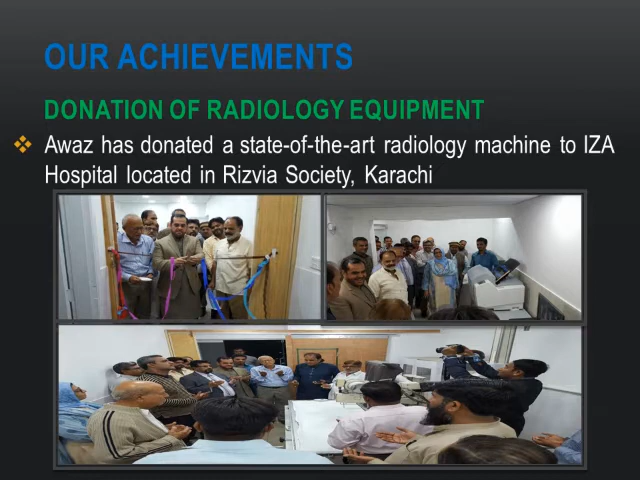 OUR ACHIEVEMENTS
DONATION OF RADIOLOGY EQUIPMENT
Awaz has donated a state-of-the-art radiology machine to IZA
Hospital located in Rizvia Society, Karachi